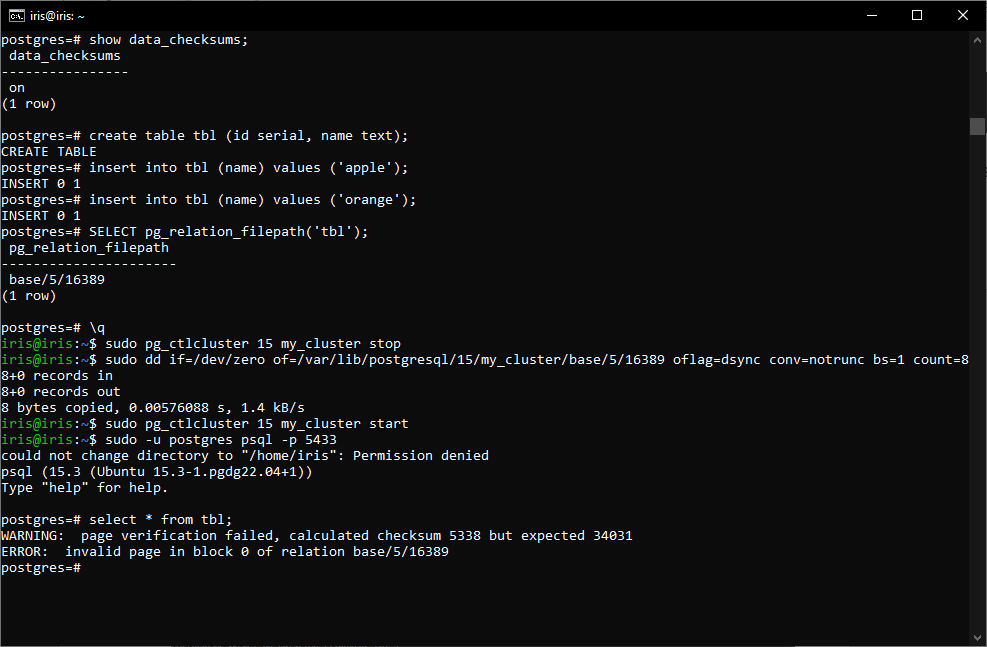 iris@iris: ~
postgres=# show data_checksums;
 data_checksums
----------------
 on
(1 row)
postgres=# create table tbl (id serial, name text);
CREATE TABLE
postgres=# insert into tbl (name) values ('apple');
INSERT 0 1
postgres=# insert into tbl (name) values ('orange');
INSERT 0 1
postgres=# SELECT pg_relation_filepath('tbl');
 pg_relation_filepath
----------------------
 base/5/16389
(1 row)
postgres=# \q
iris@iris:~$ sudo pg_ctlcluster 15 my_cluster stop
iris@iris:~$ sudo dd if=/dev/zero of=/var/lib/postgresql/15/my_cluster/base/5/16389 oflag=dsync conv=notrunc bs=1 count=8
8+0 records in
8+0 records out
8 bytes copied, 0.00576088 s, 1.4 kB/s
iris@iris:~$ sudo pg_ctlcluster 15 my_cluster start
iris@iris:~$ sudo -u postgres psql -p 5433
could not change directory to "/home/iris": Permission denied
psql (15.3 (Ubuntu 15.3-1.pgdg22.04+1))
Type "help" for help.
postgres=# select * from tbl;
WARNING:  page verification failed, calculated checksum 5338 but expected 34031
ERROR:  invalid page in block 0 of relation base/5/16389
postgres=#